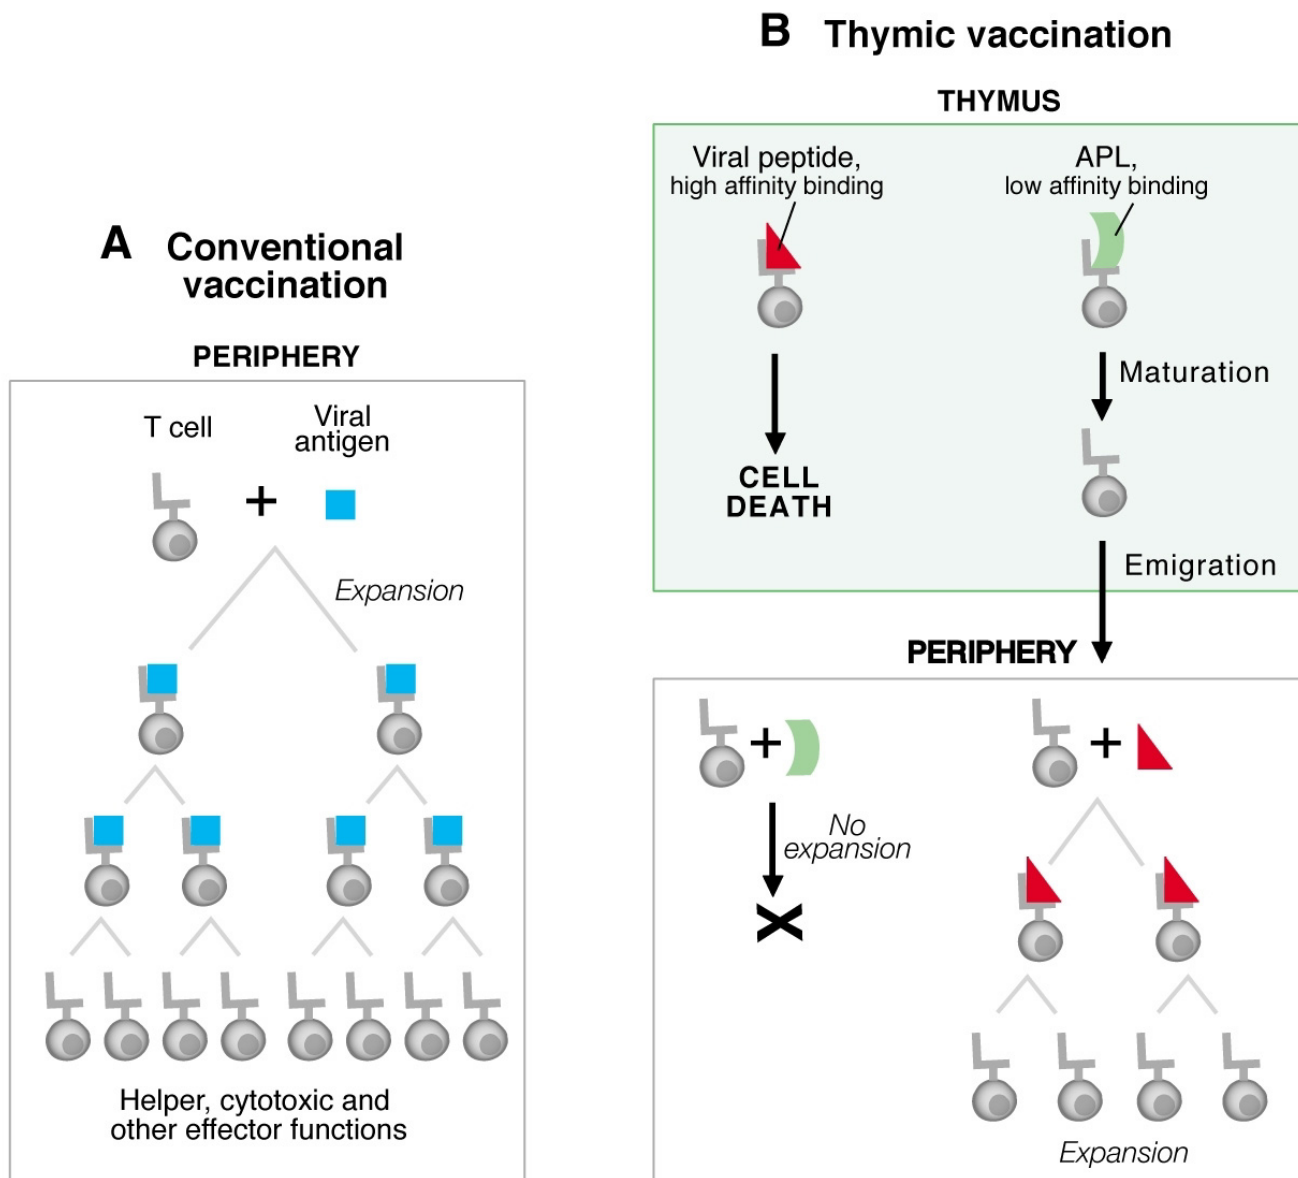 A Conventional
vaccination
PERIPHERY
T cell
Viral
antigen
+
Expansion
Helper, cytotoxic and
other effector functions
B Thymic vaccination
THYMUS
Viral peptide,
high affinity binding
APL,
low affinity binding
CELL
DEATH
Maturation
Emigration
PERIPHERY
+
No
expansion
X
+
Expansion